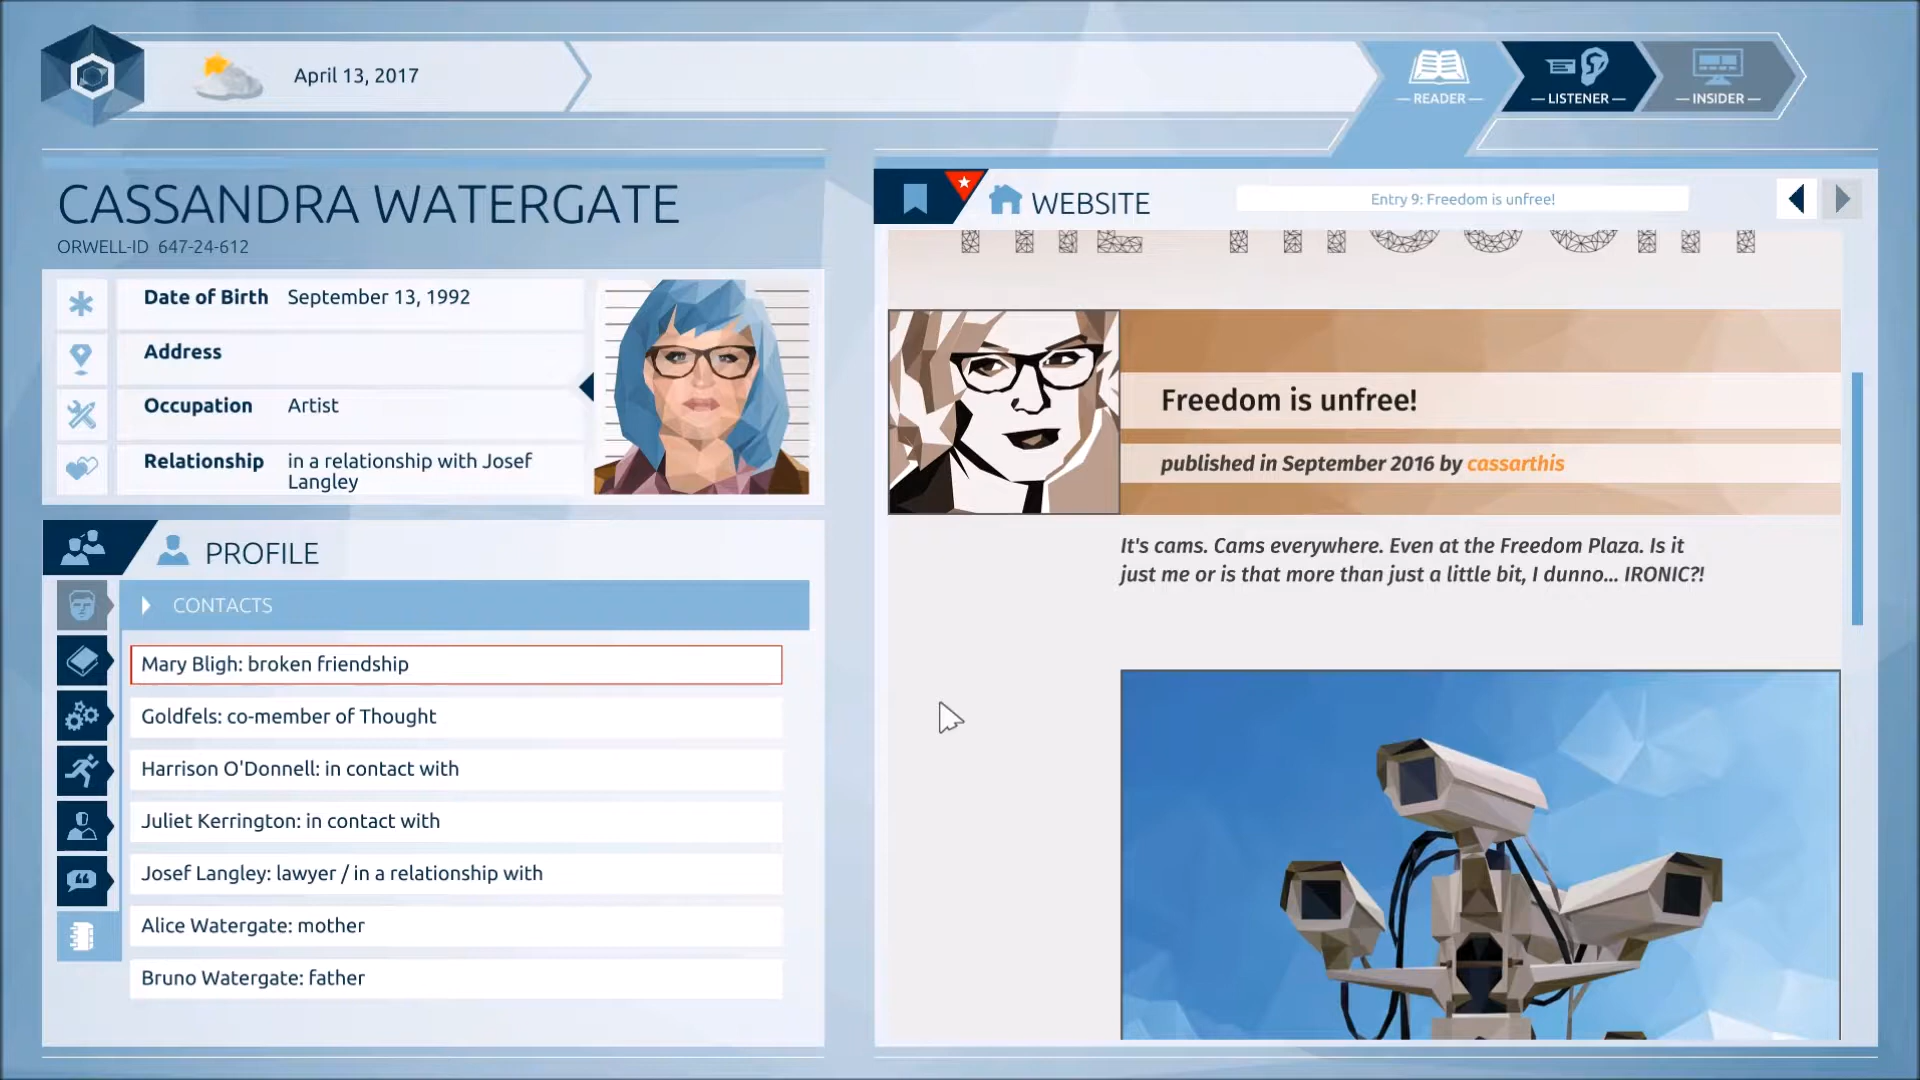 April 13, 2017
READER
LISTENER
INSIDER
CASSANDRA WATERGATE
ORWELL-ID 647-24-612
Date of Birth September 13, 1992
Address
Occupation Artist
Relationship in a relationship with Josef
Langley
PROFILE
CONTACTS
Mary Bligh: broken friendship
Goldfels: co-member of Thought
Harrison O'Donnell: in contact with
Juliet Kerrington: in contact with
Josef Langley: lawyer / in a relationship with
Alice Watergate: mother
Bruno Watergate: father
WEBSITE
Entry 9: Freedom is unfree!
Freedom is unfree!
published in September 2016 by cassarthis
It's cams. Cams everywhere. Even at the Freedom Plaza. Is it
just me or is that more than just a little bit, I dunno... IRONIC?!